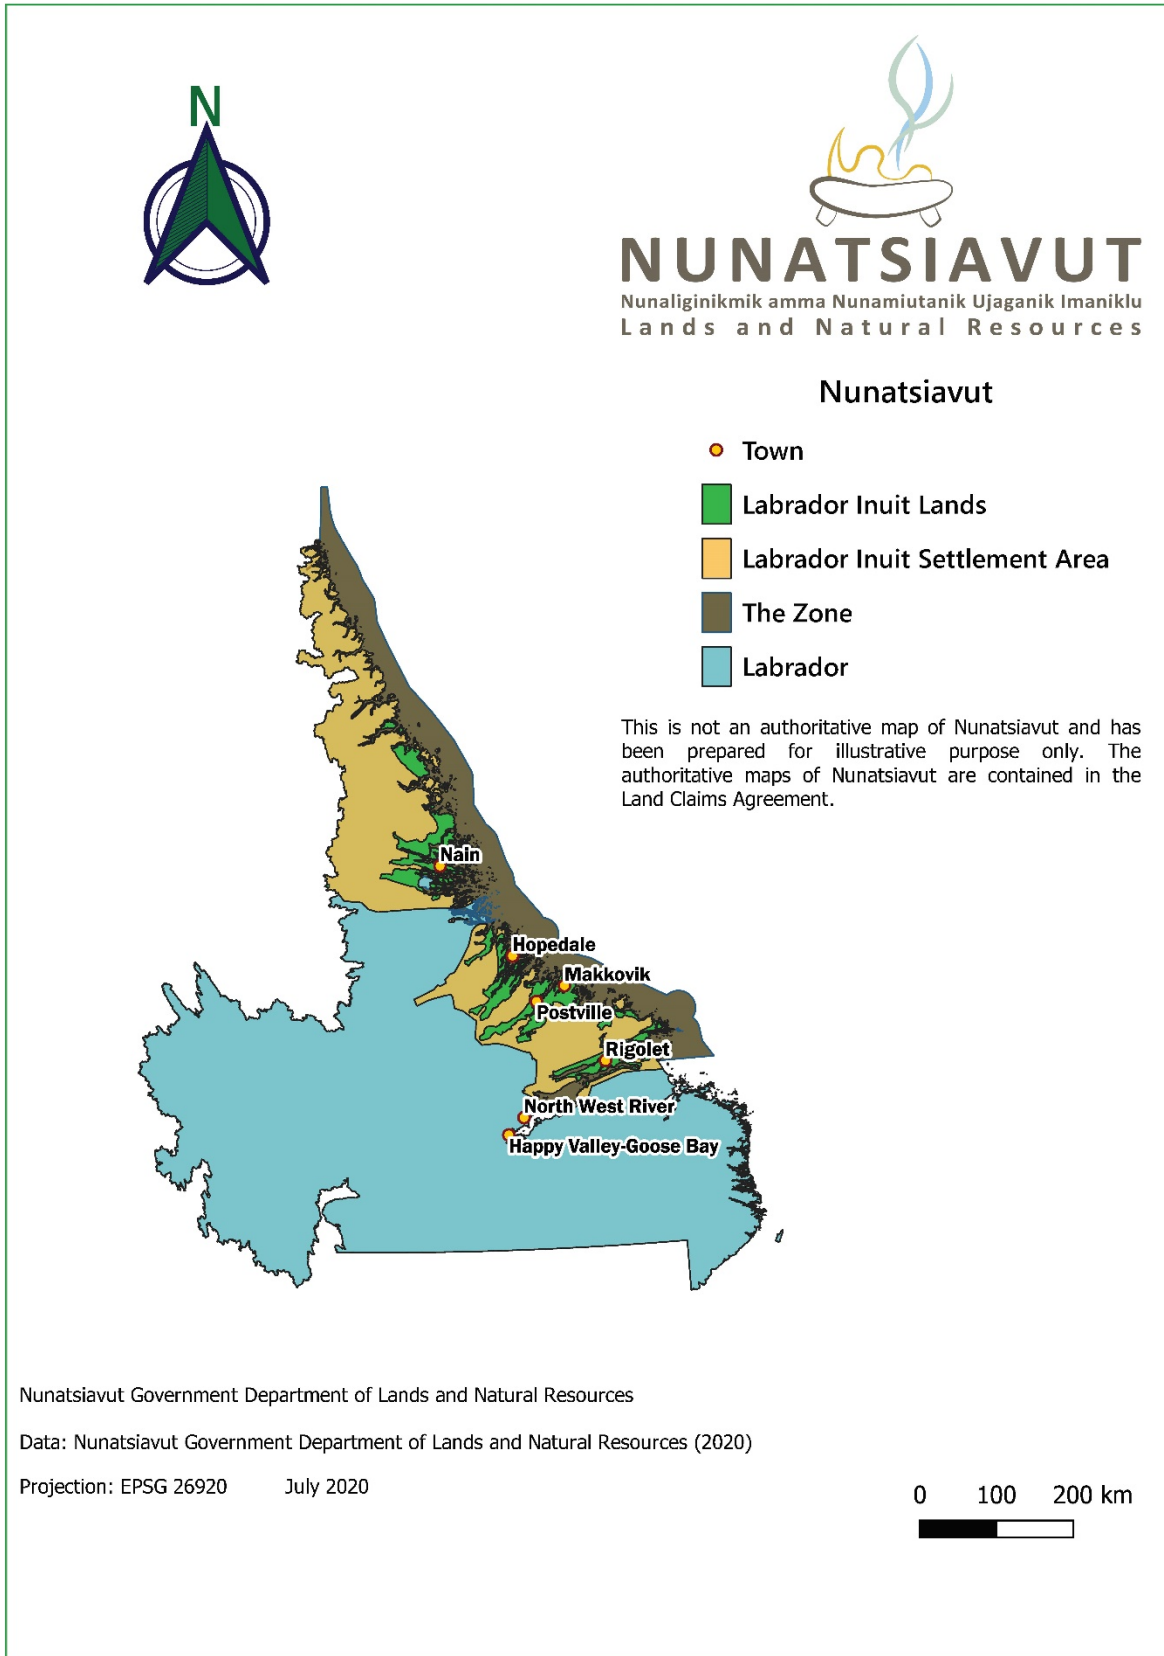 N
NUNATSIAVUT
Nunaliginikmik amma Nunamiutanik Ujaganik Imaniklu
Lands and Natural Resources
Nunatsiavut
Town
Labrador Inuit Lands
Labrador Inuit Settlement Area
The Zone
Labrador
This is not an authoritative map of Nunatsiavut and has
been prepared for illustrative purpose only. The
authoritative maps of Nunatsiavut are contained in the
Land Claims Agreement.
Nain
Hopedale
Makkovik
Postville
Rigolet
North West River
Happy Valley-Goose Bay
Nunatsiavut Government Department of Lands and Natural Resources
Data: Nunatsiavut Government Department of Lands and Natural Resources (2020)
Projection: EPSG 26920 July 2020
0 100 200 km